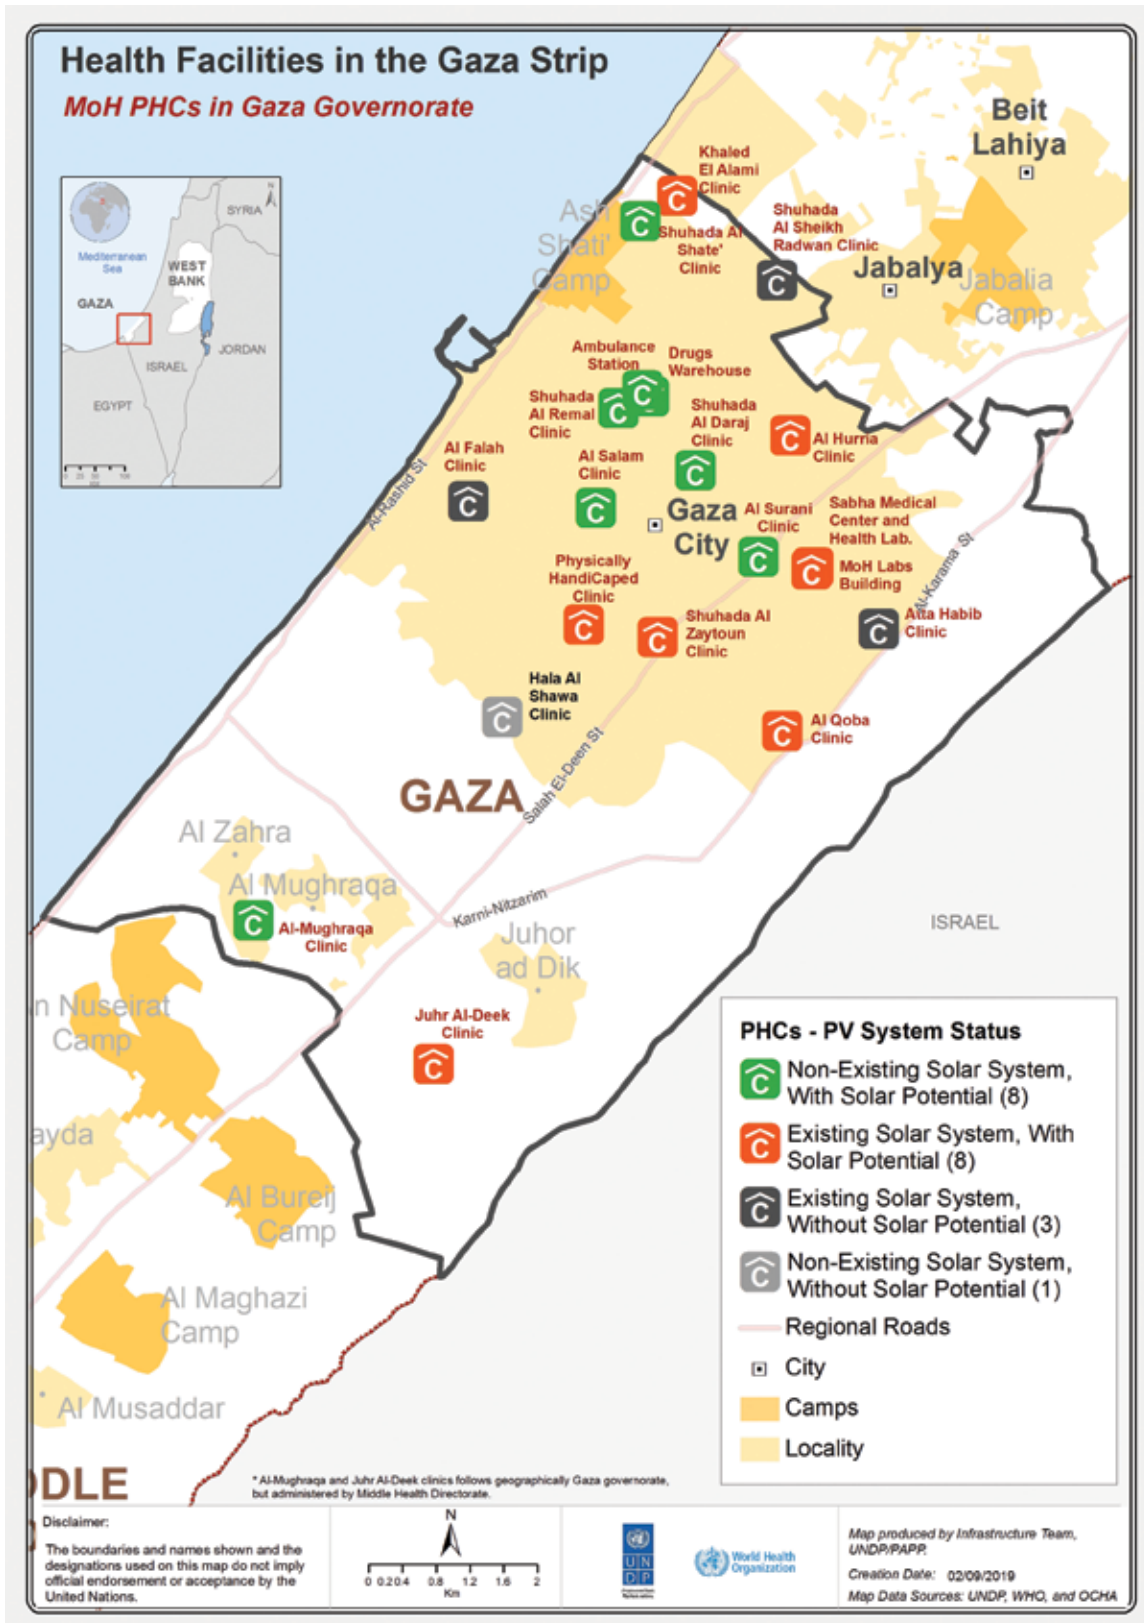 Health Facilities in the Gaza Strip
MoH PHCs in Gaza Governorate
N
SYRIA
Mediterranean
Sea
WEST
BANK
GAZA
JORDAN
ISRAEL
EGYPT
0 25 50 100
Beit
Lahiya
Khaled
El Alami
Clinic
Ash
Shati'
Camp
Shuhada Al
Shate'
Clinic
Shuhada
Al Sheikh
Radwan Clinic
Jabalya
Jabalia
Camp
Ambulance
Station
Drugs
Warehouse
Shuhada
Al Remal
Clinic
Shuhada
Al Daraj
Clinic
Al Hurria
Clinic
Al Falah
Clinic
Al Salam
Clinic
Al-Rashid St
Gaza
City
Al Surani
Clinic
Sabha Medical
Center and
Health Lab.
MoH Labs
Building
Physically
HandiCaped
Clinic
Al-Karama St
Atta Habib
Clinic
Shuhada Al
Zaytoun
Clinic
Hala Al
Shawa
Clinic
Al Qoba
Clinic
Salah El-Deen St
GAZA
Al Zahra
Al Mughraqa
Al-Mughraqa
Clinic
Karni-Nitzarim
Juhor
ad Dik
ISRAEL
n Nuseirat
Camp
Juhr Al-Deek
Clinic
ayda
Al Bureij
Camp
Al Maghazi
Camp
Al Musaddar
DDLE
PHCs - PV System Status
C Non-Existing Solar System,
With Solar Potential (8)
C Existing Solar System, With
Solar Potential (8)
C Existing Solar System,
Without Solar Potential (3)
C Non-Existing Solar System,
Without Solar Potential (1)
Regional Roads
City
Camps
Locality
* Al-Mughraqa and Juhr Al-Deek clinics follows geographically Gaza governorate,
but administered by Middle Health Directorate.
Disclaimer:
The boundaries and names shown and the
designations used on this map do not imply
official endorsement or acceptance by the
United Nations.
N
0 0.2 0.4 0.8 1.2 1.6 2
Km
U N
D P
World Health
Organization
Map produced by Infrastructure Team,
UNDP/PAPP.
Creation Date: 02/09/2019
Map Data Sources: UNDP, WHO, and OCHA